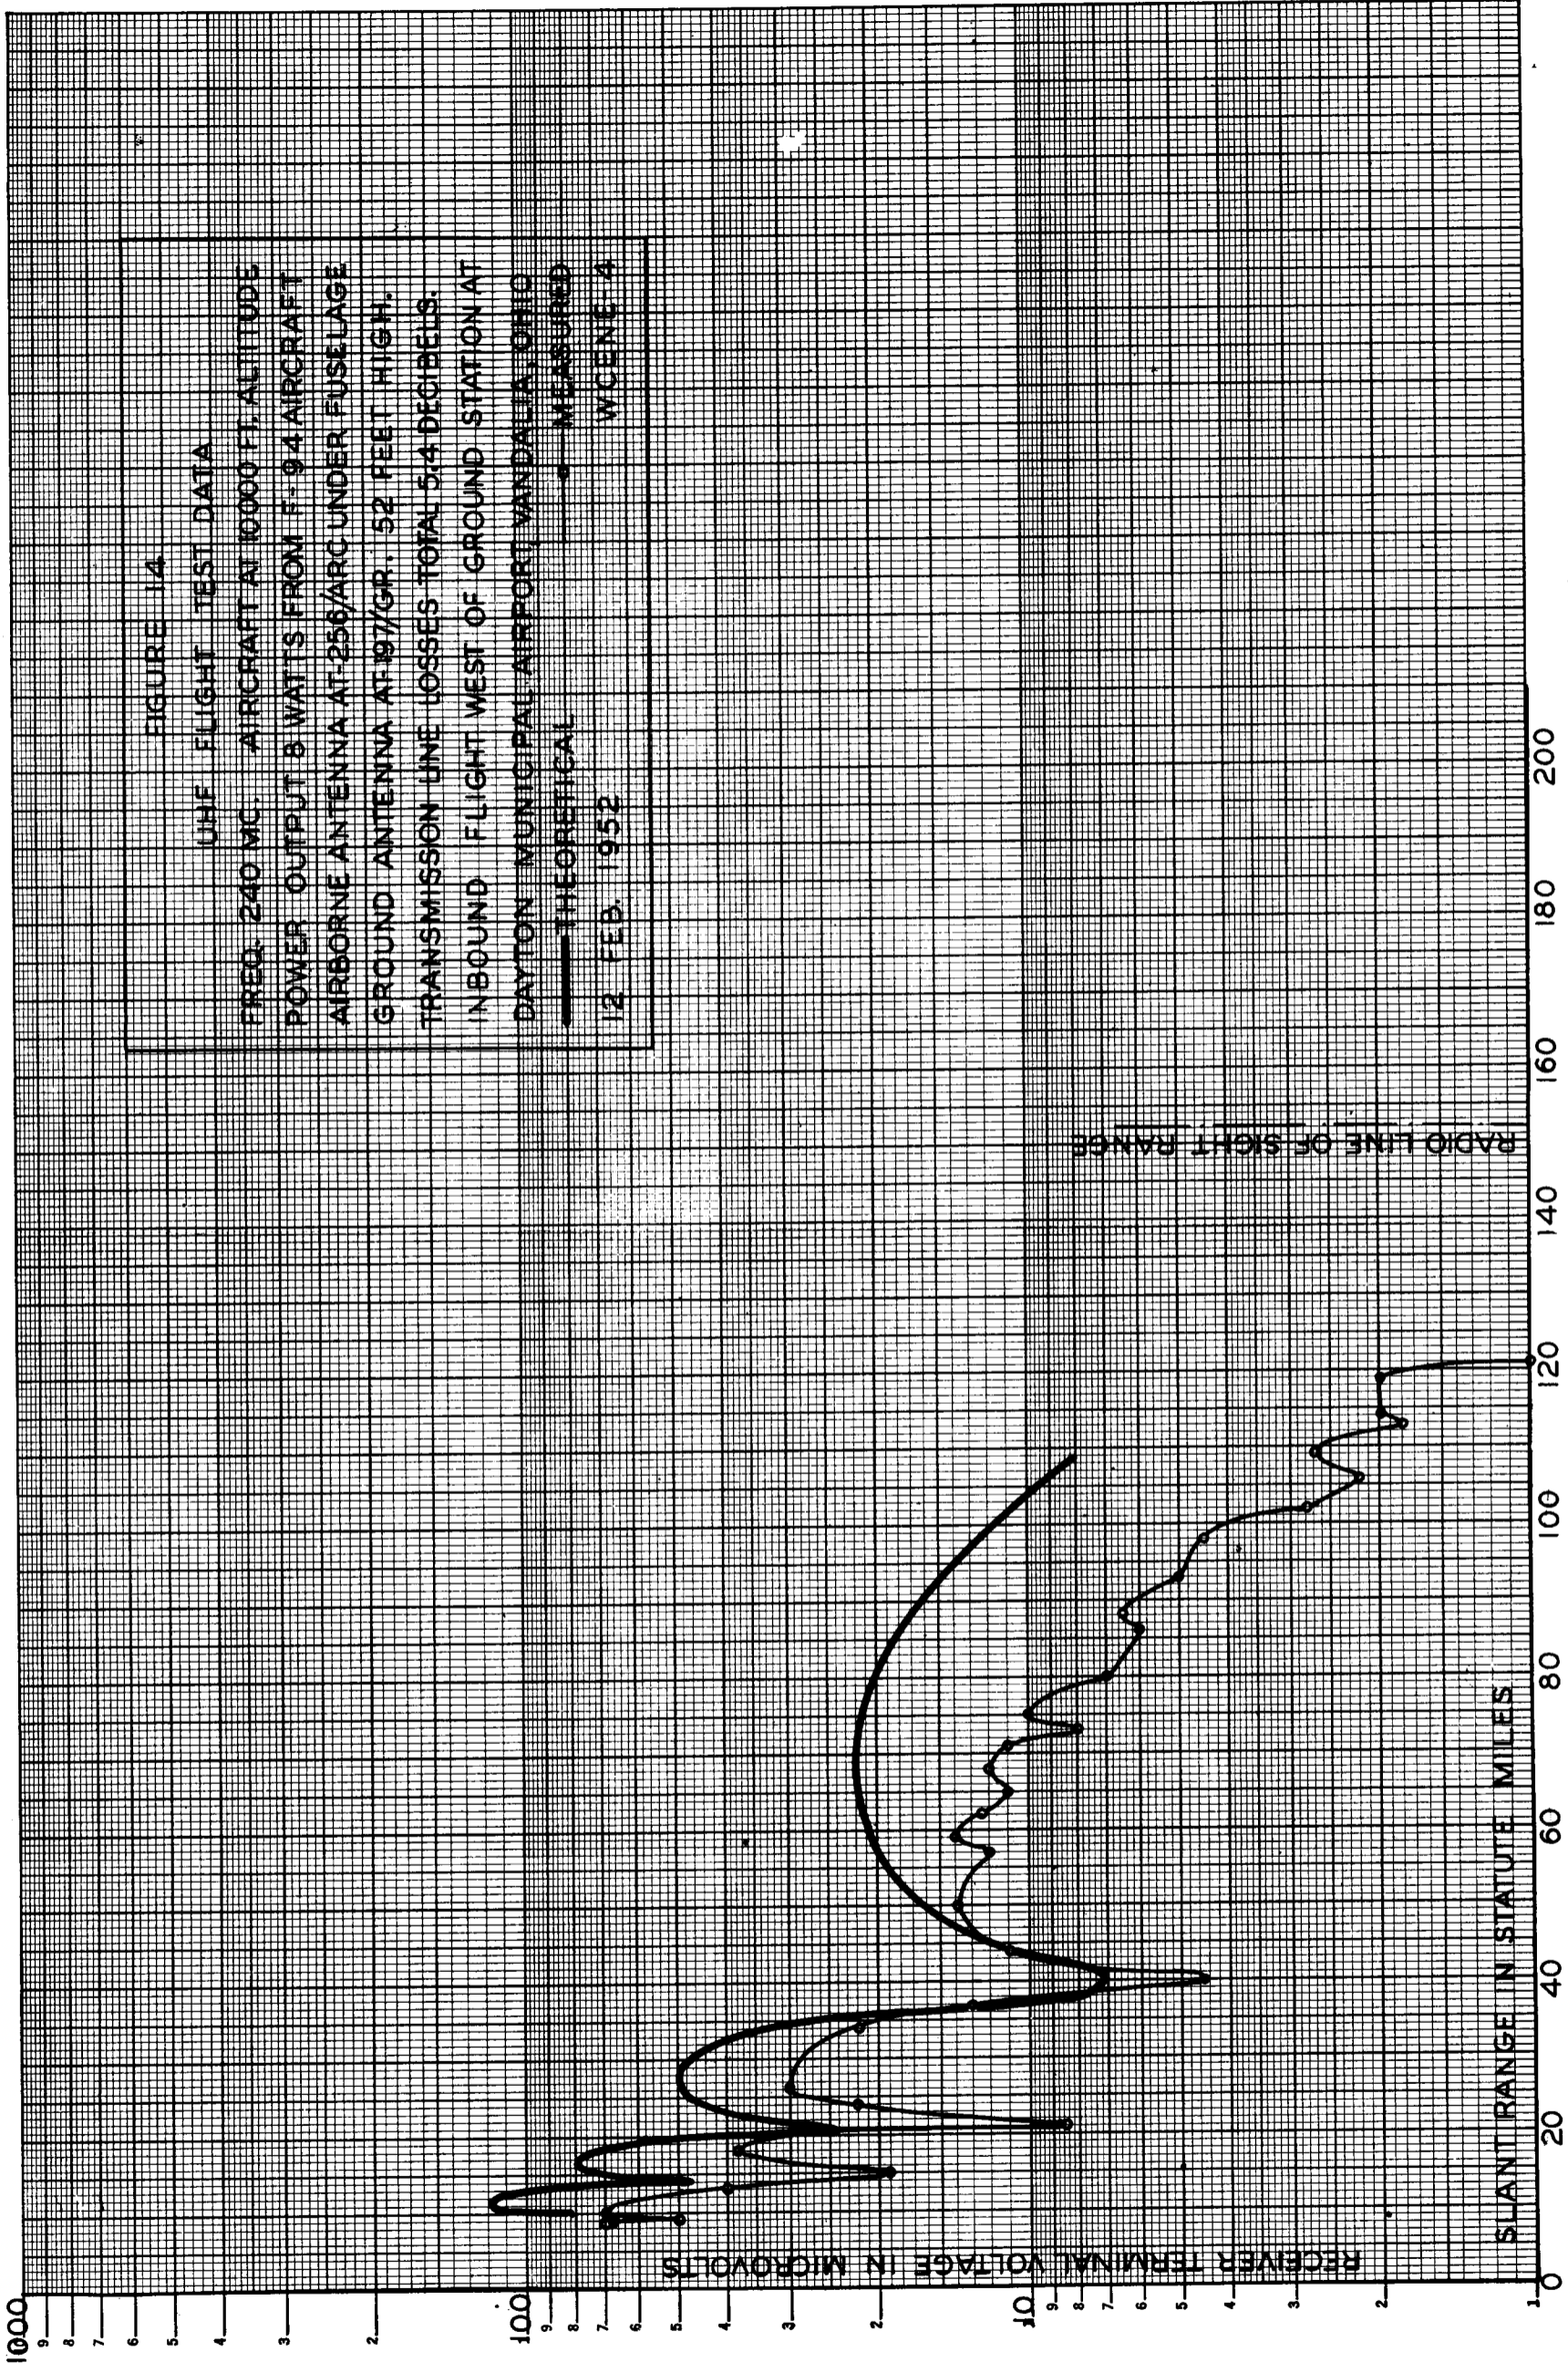 FIGURE 14
UHF FLIGHT TEST DATA
FREQ. 240 MC. AIRCRAFT AT 10000 FT. ALTITUDE
POWER OUTPUT 8 WATTS FROM F-94 AIRCRAFT
AIRBORNE ANTENNA AT-256/ARC UNDER FUSELAGE
GROUND ANTENNA AT-197/GR. 52 FEET HIGH.
TRANSMISSION LINE LOSSES TOTAL 5.4 DECIBELS.
INBOUND FLIGHT WEST OF GROUND STATION AT
DAYTON MUNICIPAL AIRPORT, VANDALIA, OHIO
THEORETICAL MEASURED
12 FEB. 1952 WCENE-4
1000
9
8
7
6
5
4
3
2
100
9
8
7
6
5
4
3
2
10
9
8
7
6
5
4
3
2
1
RECEIVER TERMINAL VOLTAGE IN MICROVOLTS
RADIO LINE OF SIGHT RANGE
SLANT RANGE IN STATUTE MILES
0 20 40 60 80 100 120 140 160 180 200